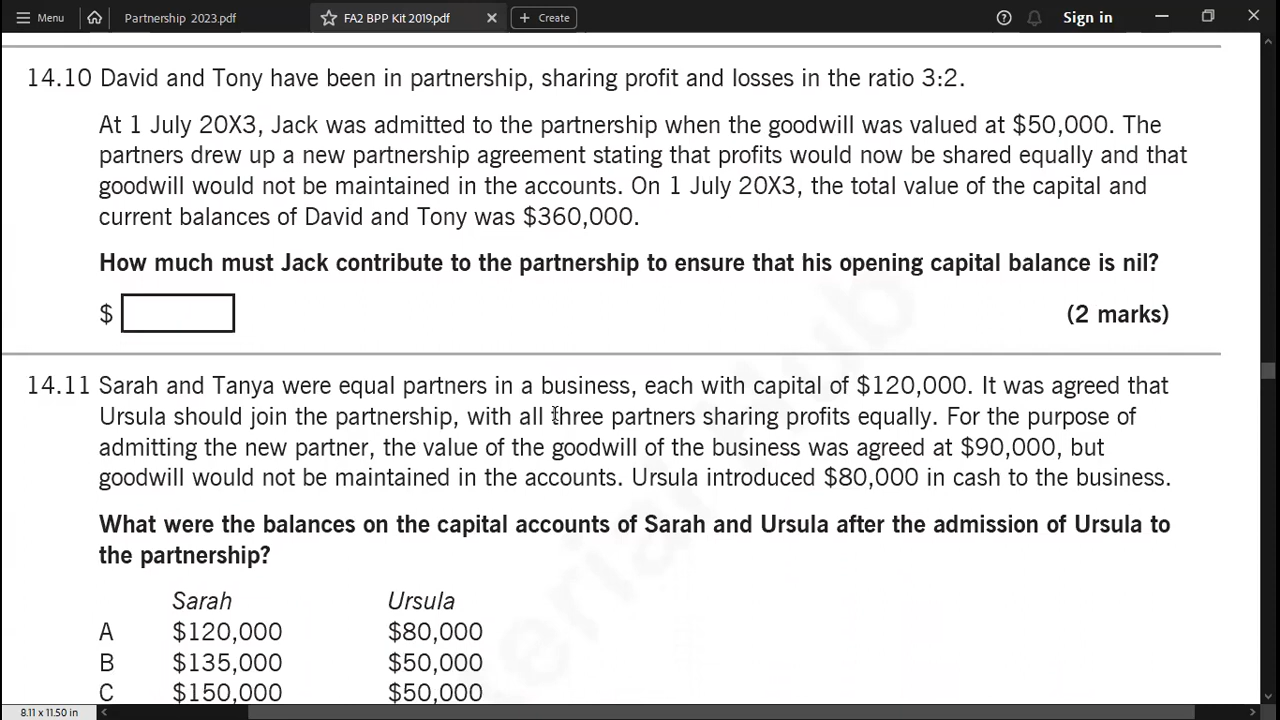 Menu
Partnership 2023.pdf
FA2 BPP Kit 2019.pdf
Create
Sign in
14.10 David and Tony have been in partnership, sharing profit and losses in the ratio 3:2.
At 1 July 20X3, Jack was admitted to the partnership when the goodwill was valued at $50,000. The
partners drew up a new partnership agreement stating that profits would now be shared equally and that
goodwill would not be maintained in the accounts. On 1 July 20X3, the total value of the capital and
current balances of David and Tony was $360,000.
How much must Jack contribute to the partnership to ensure that his opening capital balance is nil?
$
(2 marks)
14.11 Sarah and Tanya were equal partners in a business, each with capital of $120,000. It was agreed that
Ursula should join the partnership, with all three partners sharing profits equally. For the purpose of
admitting the new partner, the value of the goodwill of the business was agreed at $90,000, but
goodwill would not be maintained in the accounts. Ursula introduced $80,000 in cash to the business.
What were the balances on the capital accounts of Sarah and Ursula after the admission of Ursula to
the partnership?
Sarah Ursula
A $120,000 $80,000
B $135,000 $50,000
C $150,000 $50,000
8.11 x 11.50 in